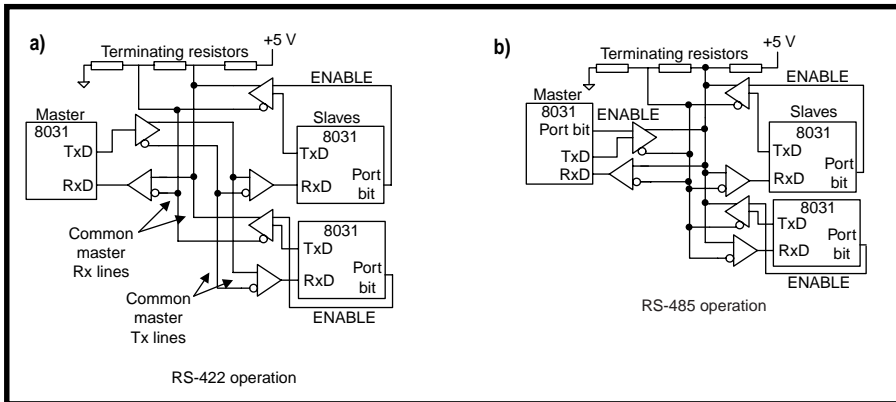 a)
Terminating resistors
+5 V
ENABLE
Master
8031
TxD
RxD
Slaves
8031
TxD
RxD
Port
bit
Common
master
Rx lines
8031
TxD
RxD
Port
bit
ENABLE
Common
master
Tx lines
RS-422 operation
b)
Terminating resistors
+5 V
ENABLE
Master
8031
Port bit
TxD
RxD
ENABLE
Slaves
8031
TxD
RxD
Port
bit
8031
TxD
RxD
Port
bit
ENABLE
RS-485 operation